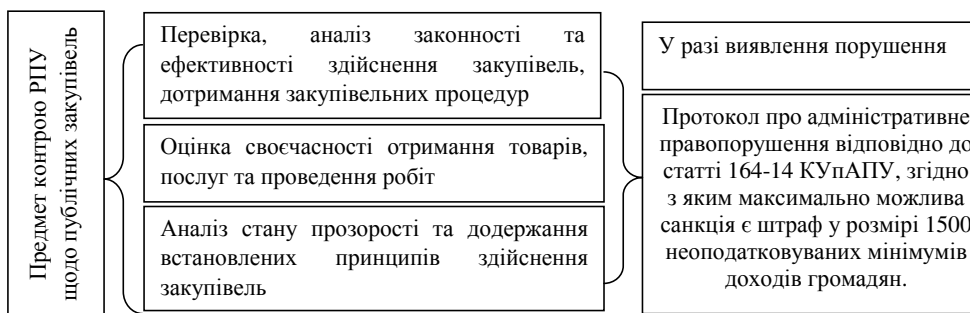 Предмет контрою РПУ
щодо публічних закупівель
Перевірка, аналіз законності та
ефективності здійснення закупівель,
дотримання закупівельних процедур
Оцінка своєчасності отримання товарів,
послуг та проведення робіт
Аналіз стану прозорості та додержання
встановлених принципів здійснення
закупівель
У разі виявлення порушення
Протокол про адміністративне
правопорушення відповідно до
статті 164-14 КУпАПУ, згідно
з яким максимально можлива
санкція є штраф у розмірі 1500
неоподатковуваних мінімумів
доходів громадян.